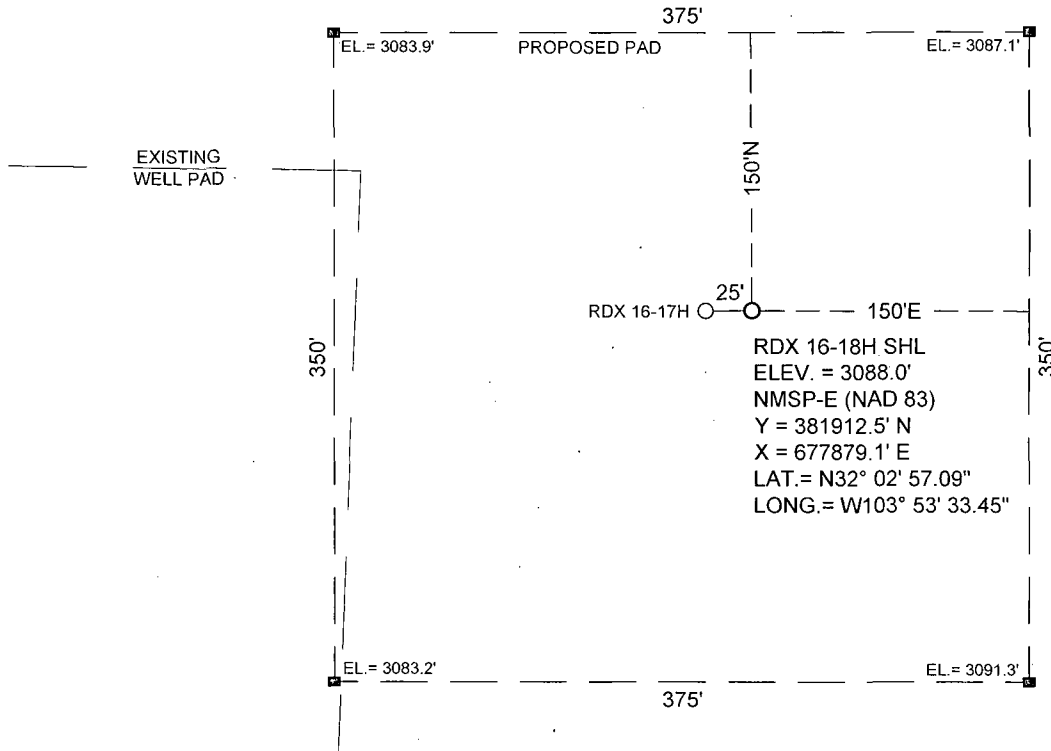 375'
EL.= 3083.9'
PROPOSED PAD
EL.= 3087.1'
EXISTING
WELL PAD
150'N
RDX 16-17H
25'
150'E
350'
350'
RDX 16-18H SHL
ELEV. = 3088.0'
NMSP-E (NAD 83)
Y = 381912.5' N
X = 677879.1' E
LAT.= N32° 02' 57.09"
LONG.= W103° 53' 33.45"
EL.= 3083.2'
EL.= 3091.3'
375'